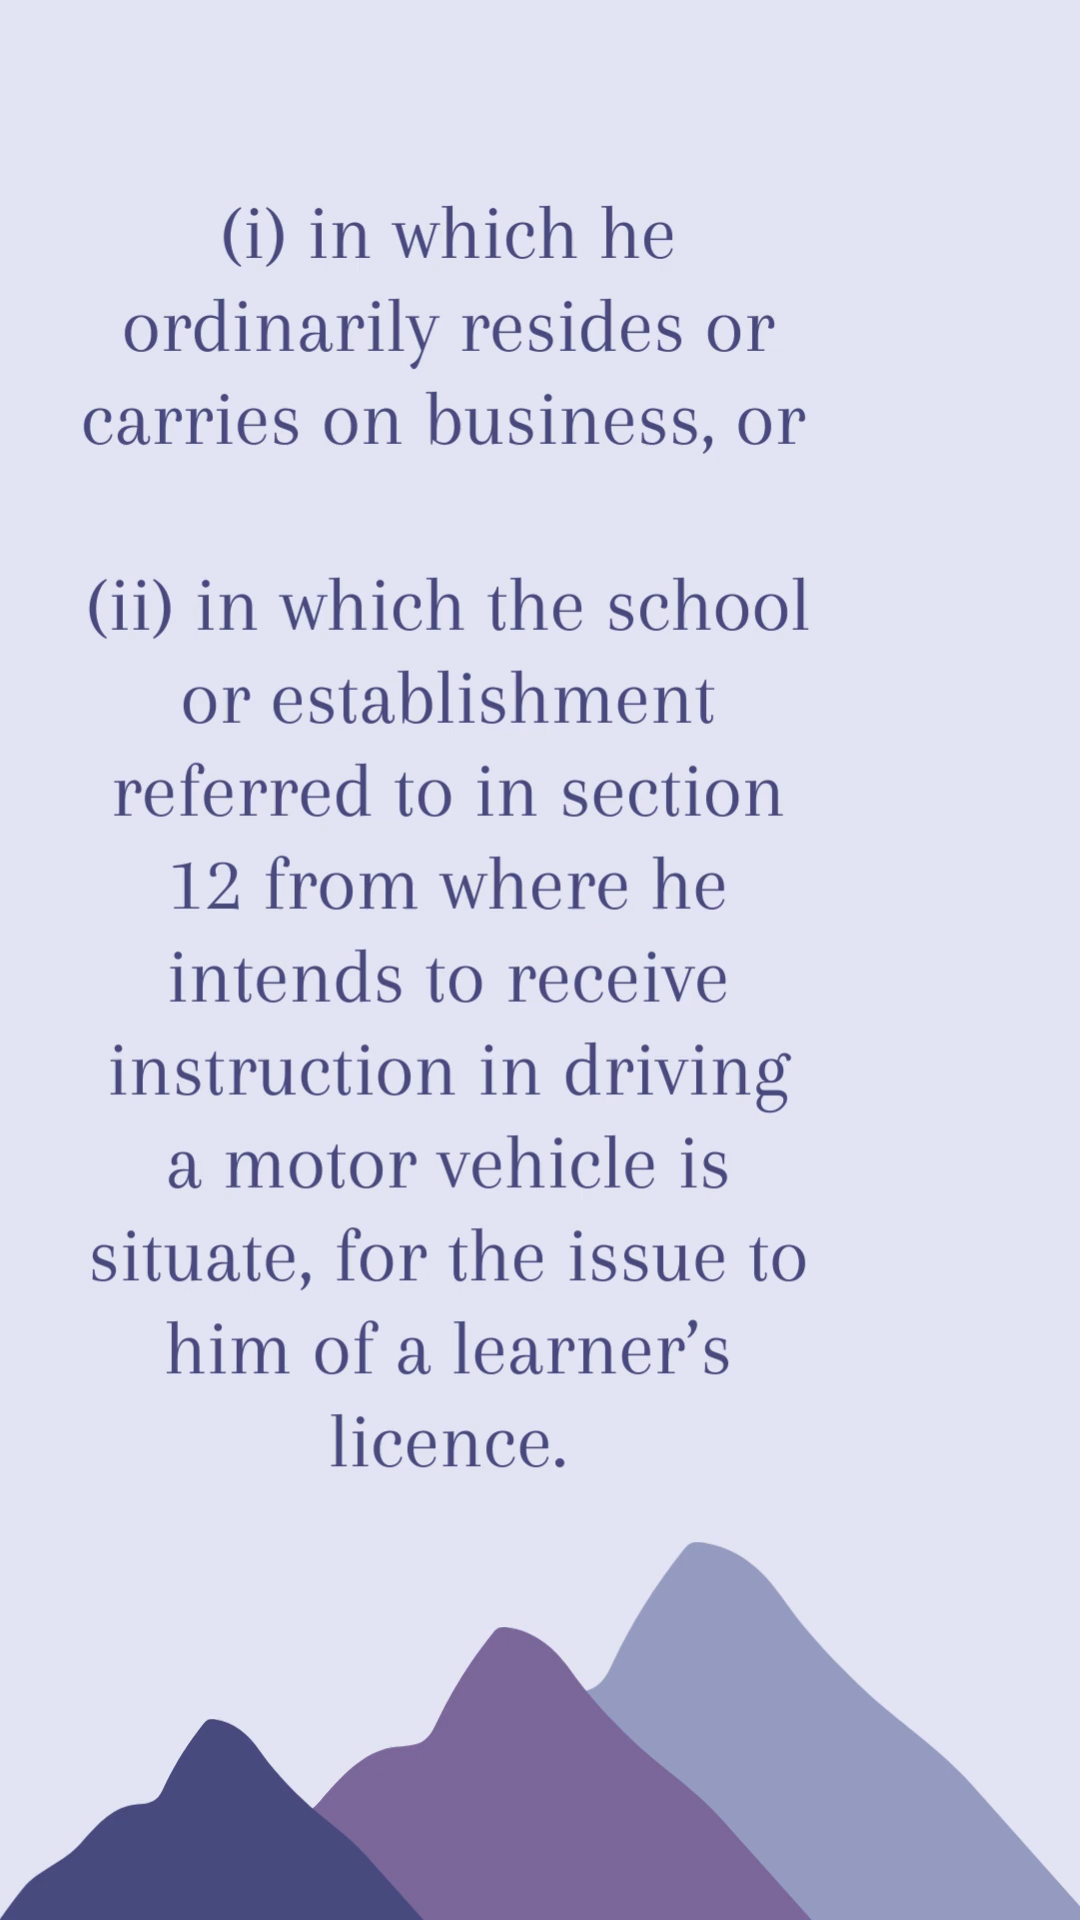 (i) in which he
ordinarily resides or
carries on business, or
(ii) in which the school
or establishment
referred to in section
12 from where he
intends to receive
instruction in driving
a motor vehicle is
situate, for the issue to
him of a learner’s
licence.